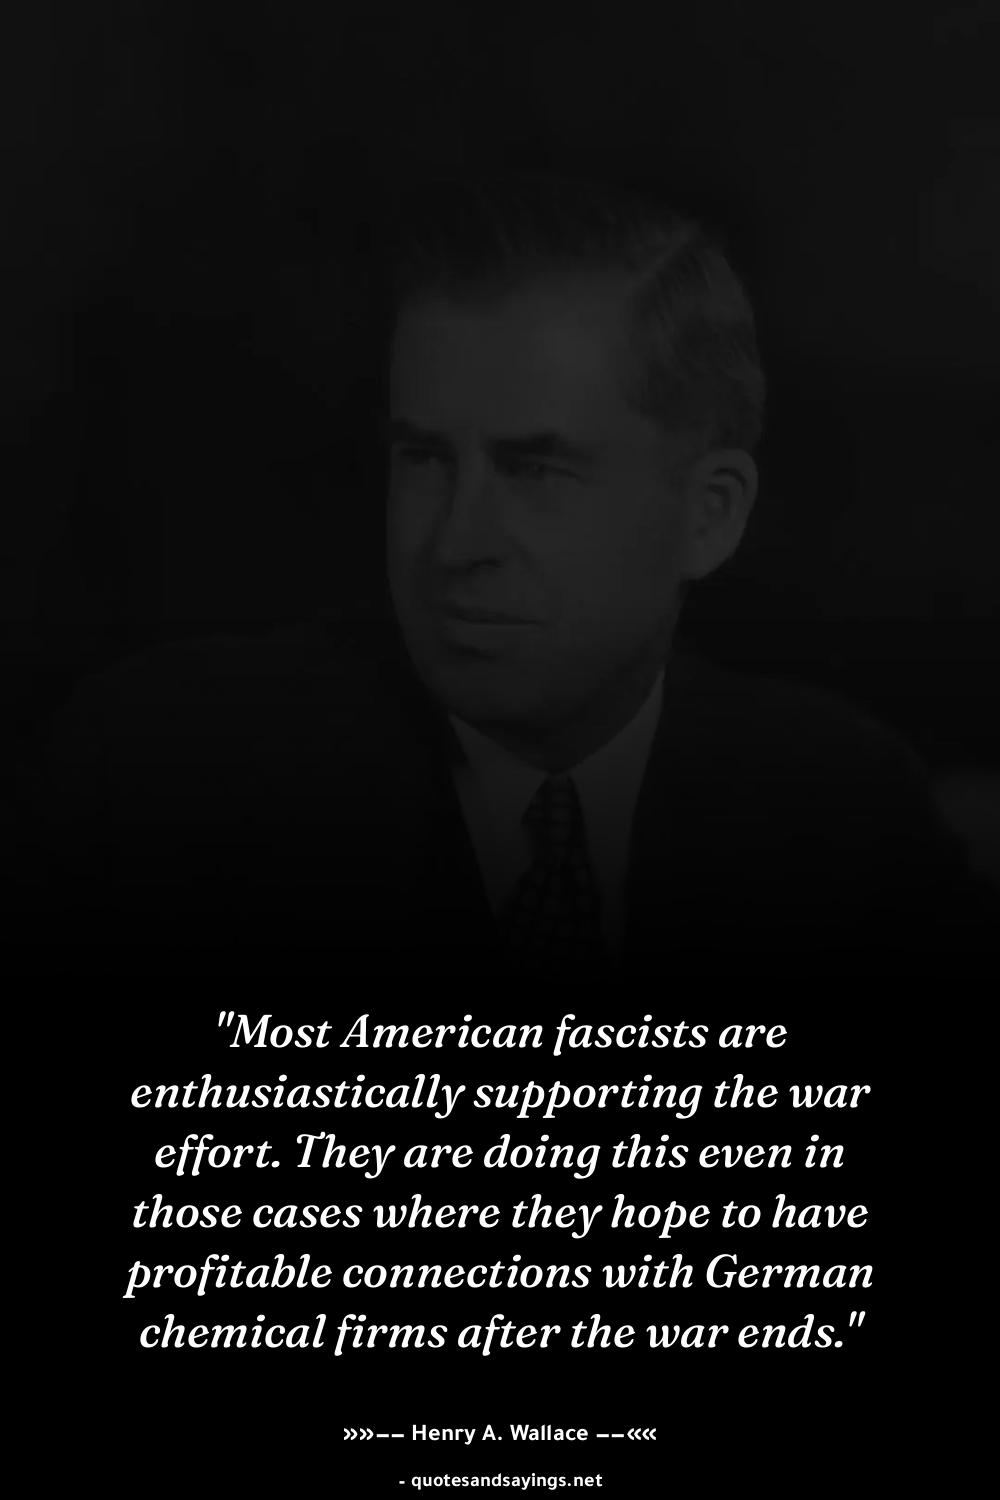 "Most American fascists are
enthusiastically supporting the war
effort. They are doing this even in
those cases where they hope to have
profitable connections with German
chemical firms after the war ends."
»»–– Henry A. Wallace ––««
- quotesandsayings.net